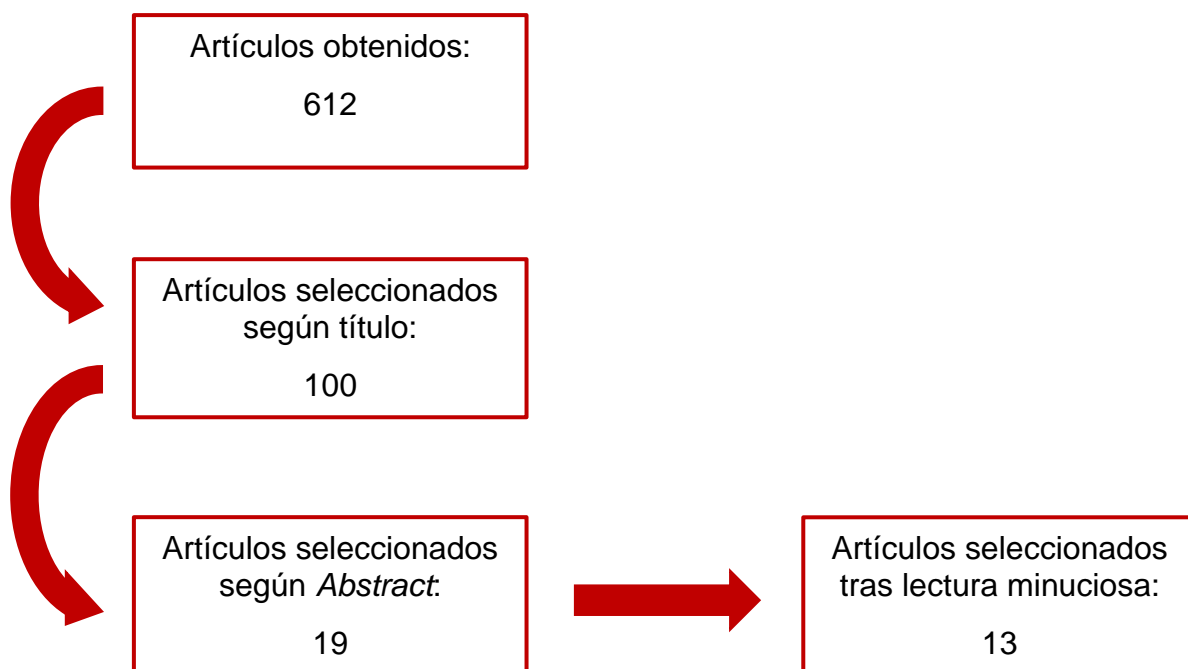 Artículos obtenidos:
612
Artículos seleccionados
según título:
100
Artículos seleccionados
según Abstract:
19
Artículos seleccionados
tras lectura minuciosa:
13